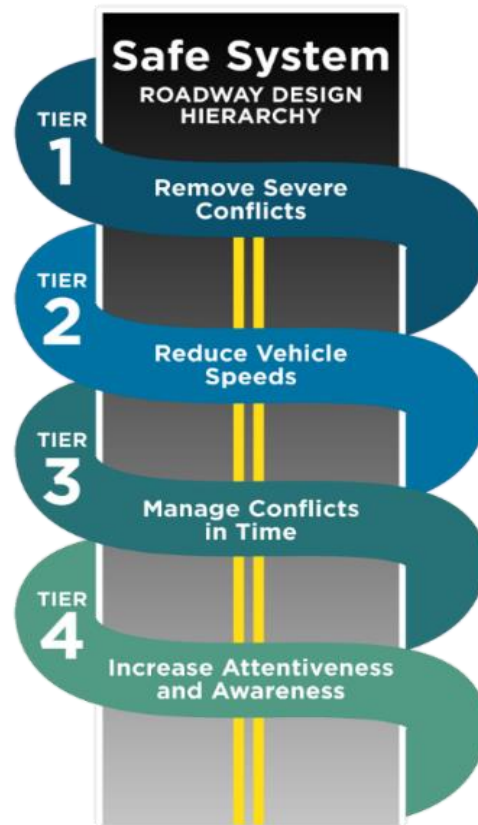 Safe System
ROADWAY DESIGN
HIERARCHY
TIER
1
Remove Severe
Conflicts
TIER
2
Reduce Vehicle
Speeds
TIER
3
Manage Conflicts
in Time
TIER
4
Increase Attentiveness
and Awareness